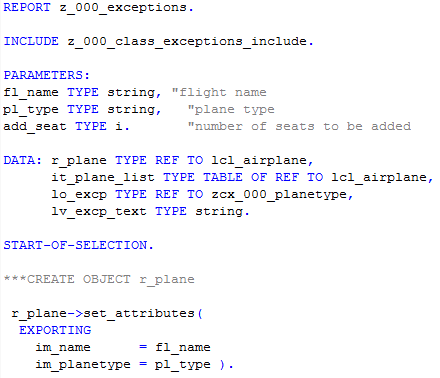 REPORT z_000_exceptions.
INCLUDE z_000_class_exceptions_include.
PARAMETERS:
fl_name TYPE string, "flight name
pl_type TYPE string,   "plane type
add_seat TYPE i.       "number of seats to be added
DATA: r_plane TYPE REF TO lcl_airplane,
      it_plane_list TYPE TABLE OF REF TO lcl_airplane,
      lo_excp TYPE REF TO zcx_000_planetype,
      lv_excp_text TYPE string.
START-OF-SELECTION.
***CREATE OBJECT r_plane
 r_plane->set_attributes(
  EXPORTING
    im_name      = fl_name
    im_planetype = pl_type ).